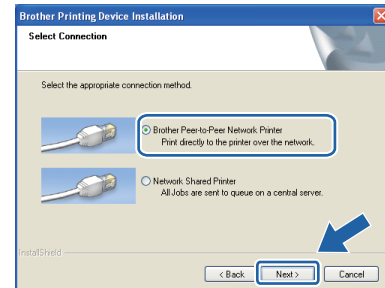 Brother Printing Device Installation
Select Connection
Select the appropriate connection method.
Brother Peer-to-Peer Network Printer
Print directly to the printer over the network.
Network Shared Printer
All Jobs are sent to queue on a central server.
InstallShield
< Back
Next >
Cancel